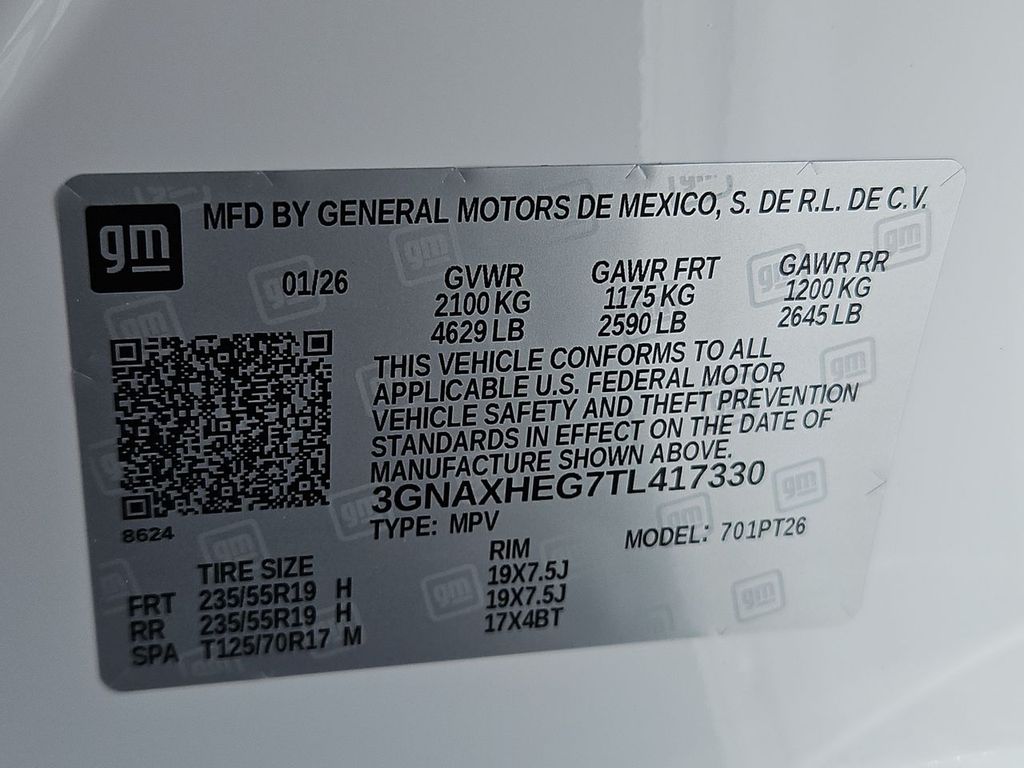 gm
MFD BY GENERAL MOTORS DE MEXICO, S. DE R.L. DE C.V.
01/26 GVWR GAWR FRT GAWR RR
2100 KG 1175 KG 1200 KG
4629 LB 2590 LB 2645 LB
THIS VEHICLE CONFORMS TO ALL
APPLICABLE U.S. FEDERAL MOTOR
VEHICLE SAFETY AND THEFT PREVENTION
STANDARDS IN EFFECT ON THE DATE OF
MANUFACTURE SHOWN ABOVE.
3GNAXHEG7TL417330
8624
TYPE: MPV MODEL: 701PT26
TIRE SIZE RIM
FRT 235/55R19 H 19X7.5J
RR 235/55R19 H 19X7.5J
SPA T125/70R17 M 17X4BT